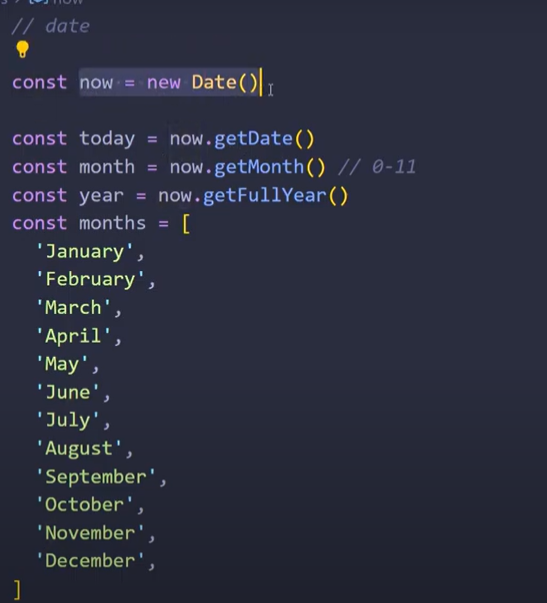 // date
const now = new Date()
const today = now.getDate()
const month = now.getMonth() // 0-11
const year = now.getFullYear()
const months = [
'January',
'February',
'March',
'April',
'May',
'June',
'July',
'August',
'September',
'October',
'November',
'December',
]